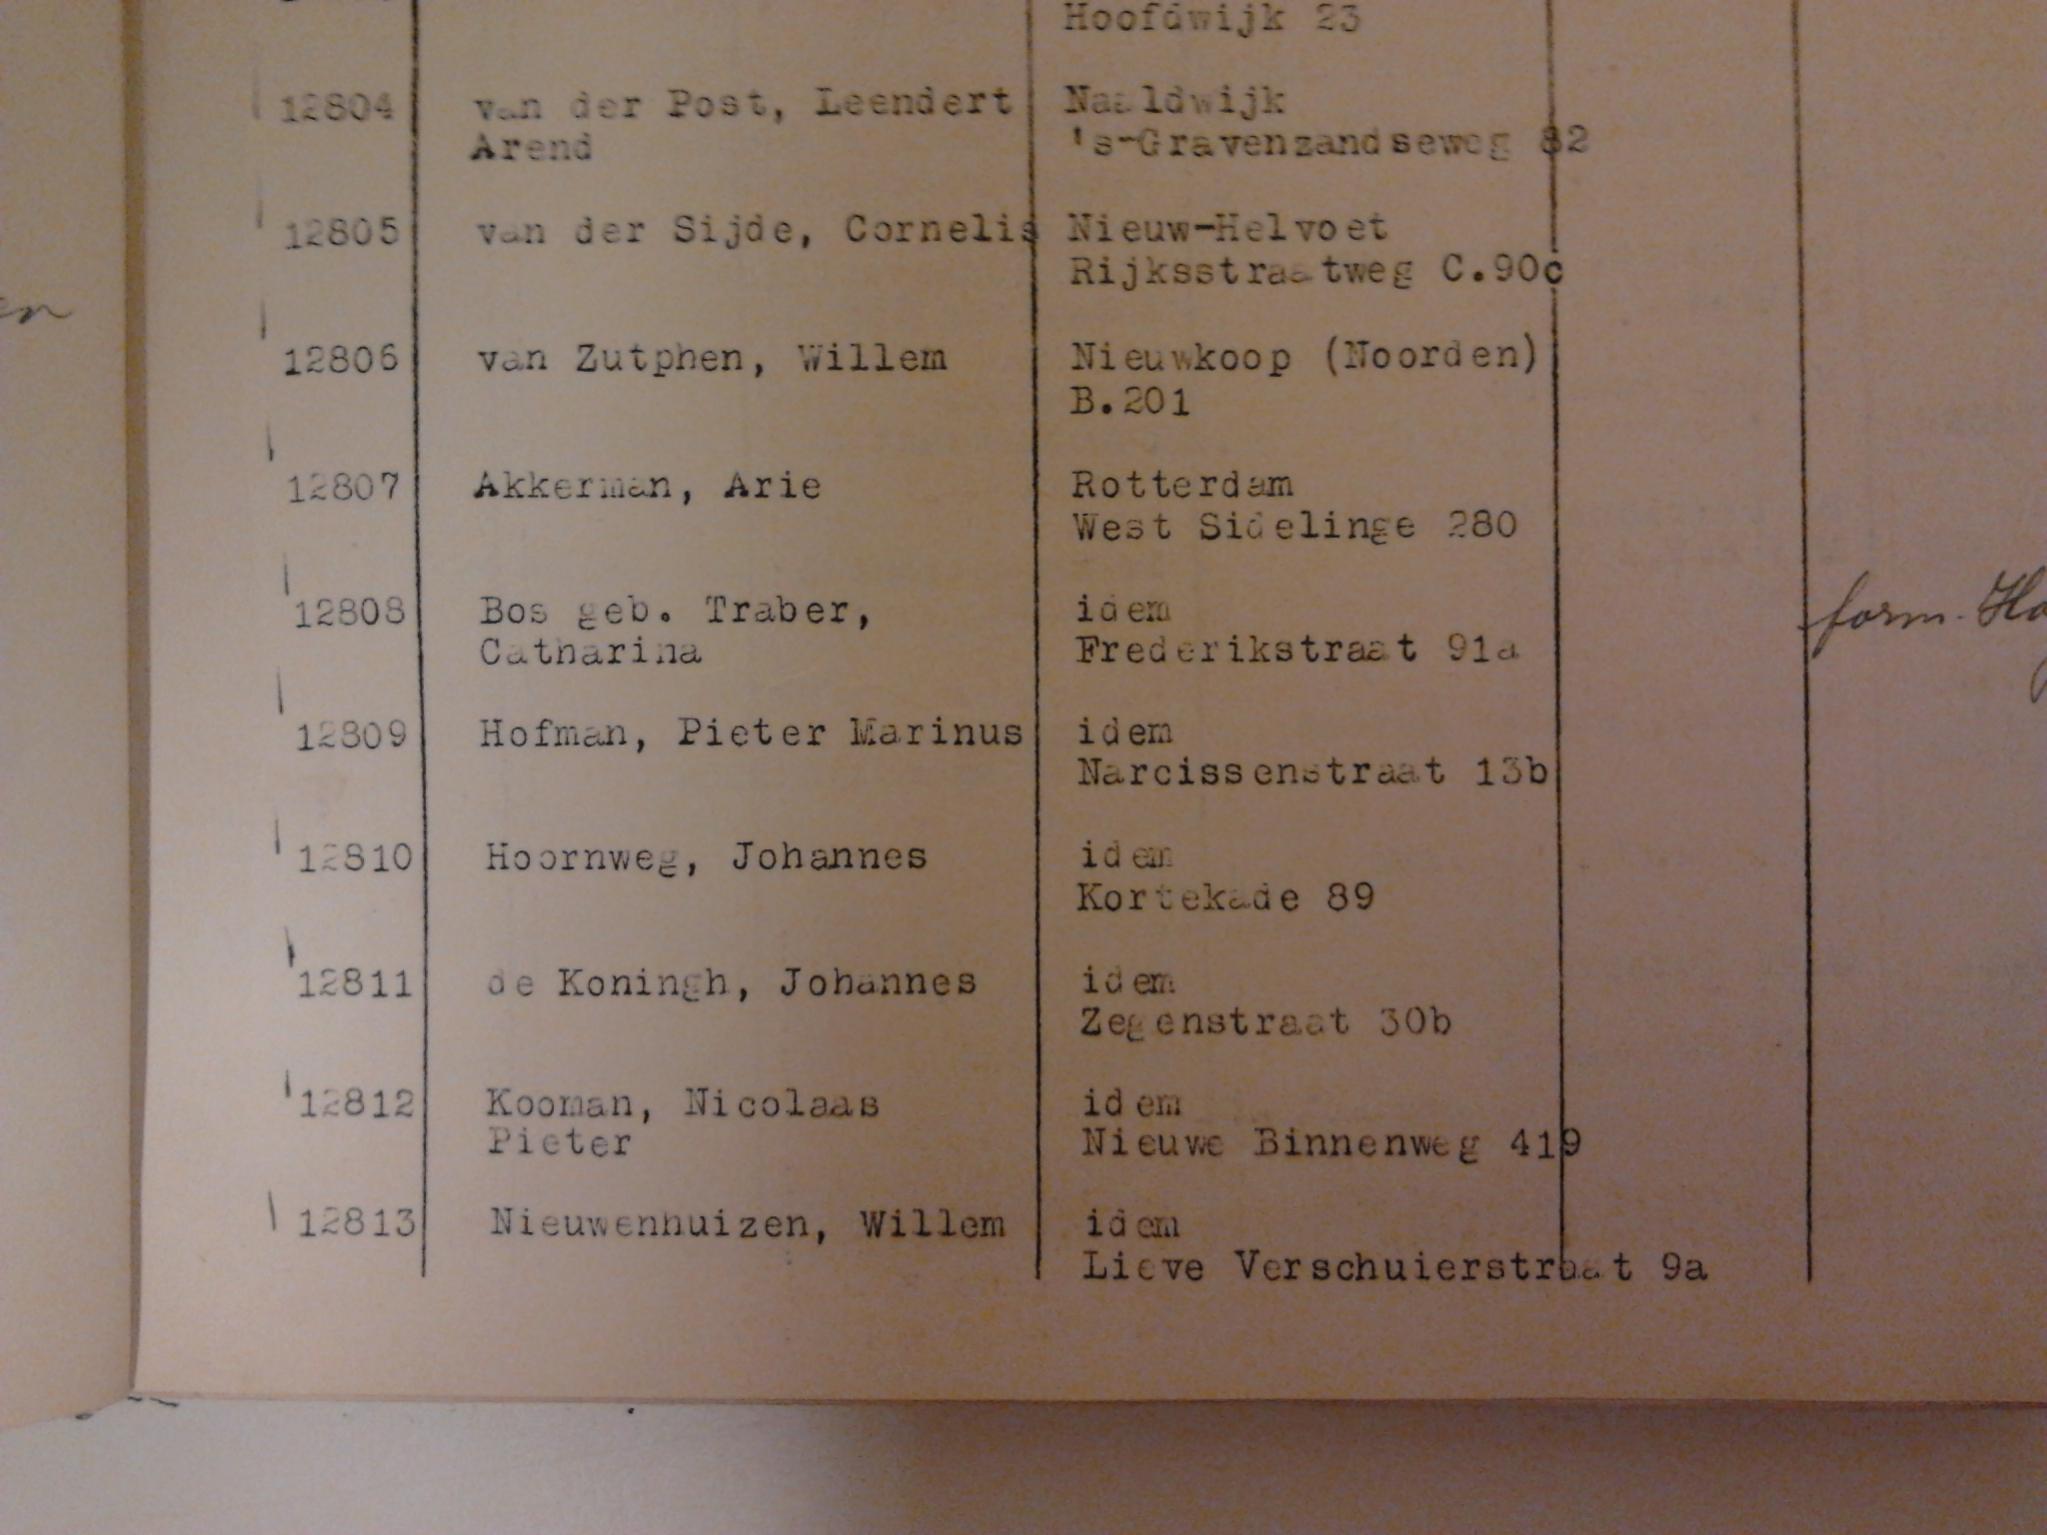 Hoofdwijk 23
12804 van der Post, Leendert Naaldwijk
Arend 's-Gravenzandseweg 82
12805 van der Sijde, Cornelis Nieuw-Helvoet
Rijksstraatweg C.90c
12806 van Zutphen, Willem Nieuwkoop (Noorden)
B.201
12807 Akkerman, Arie Rotterdam
West Sidelinge 280
12808 Bos geb. Traber, idem form.
Catharina Frederikstraat 91a
12809 Hofman, Pieter Marinus idem
Narcissenstraat 13b
12810 Hoornweg, Johannes idem
Kortekade 89
12811 de Koningh, Johannes idem
Zegenstraat 30b
12812 Kooman, Nicolaas idem
Pieter Nieuwe Binnenweg 419
12813 Nieuwenhuizen, Willem idem
Lieve Verschuierstraat 9a